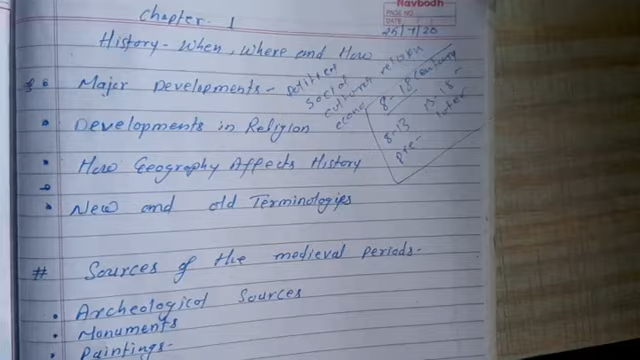 Navbodh
PAGE NO.
DATE
25/7/20
Chapter - 1
History - When, Where and How
Major Developments - political
social
cultural religion
econo
8 - 18 century
8-13 13-18 -
pre- later
Developments in Religion
How Geography Affects History
New and old Terminologies
# Sources of the medieval periods.
Archeological Sources
Monuments
Paintings-